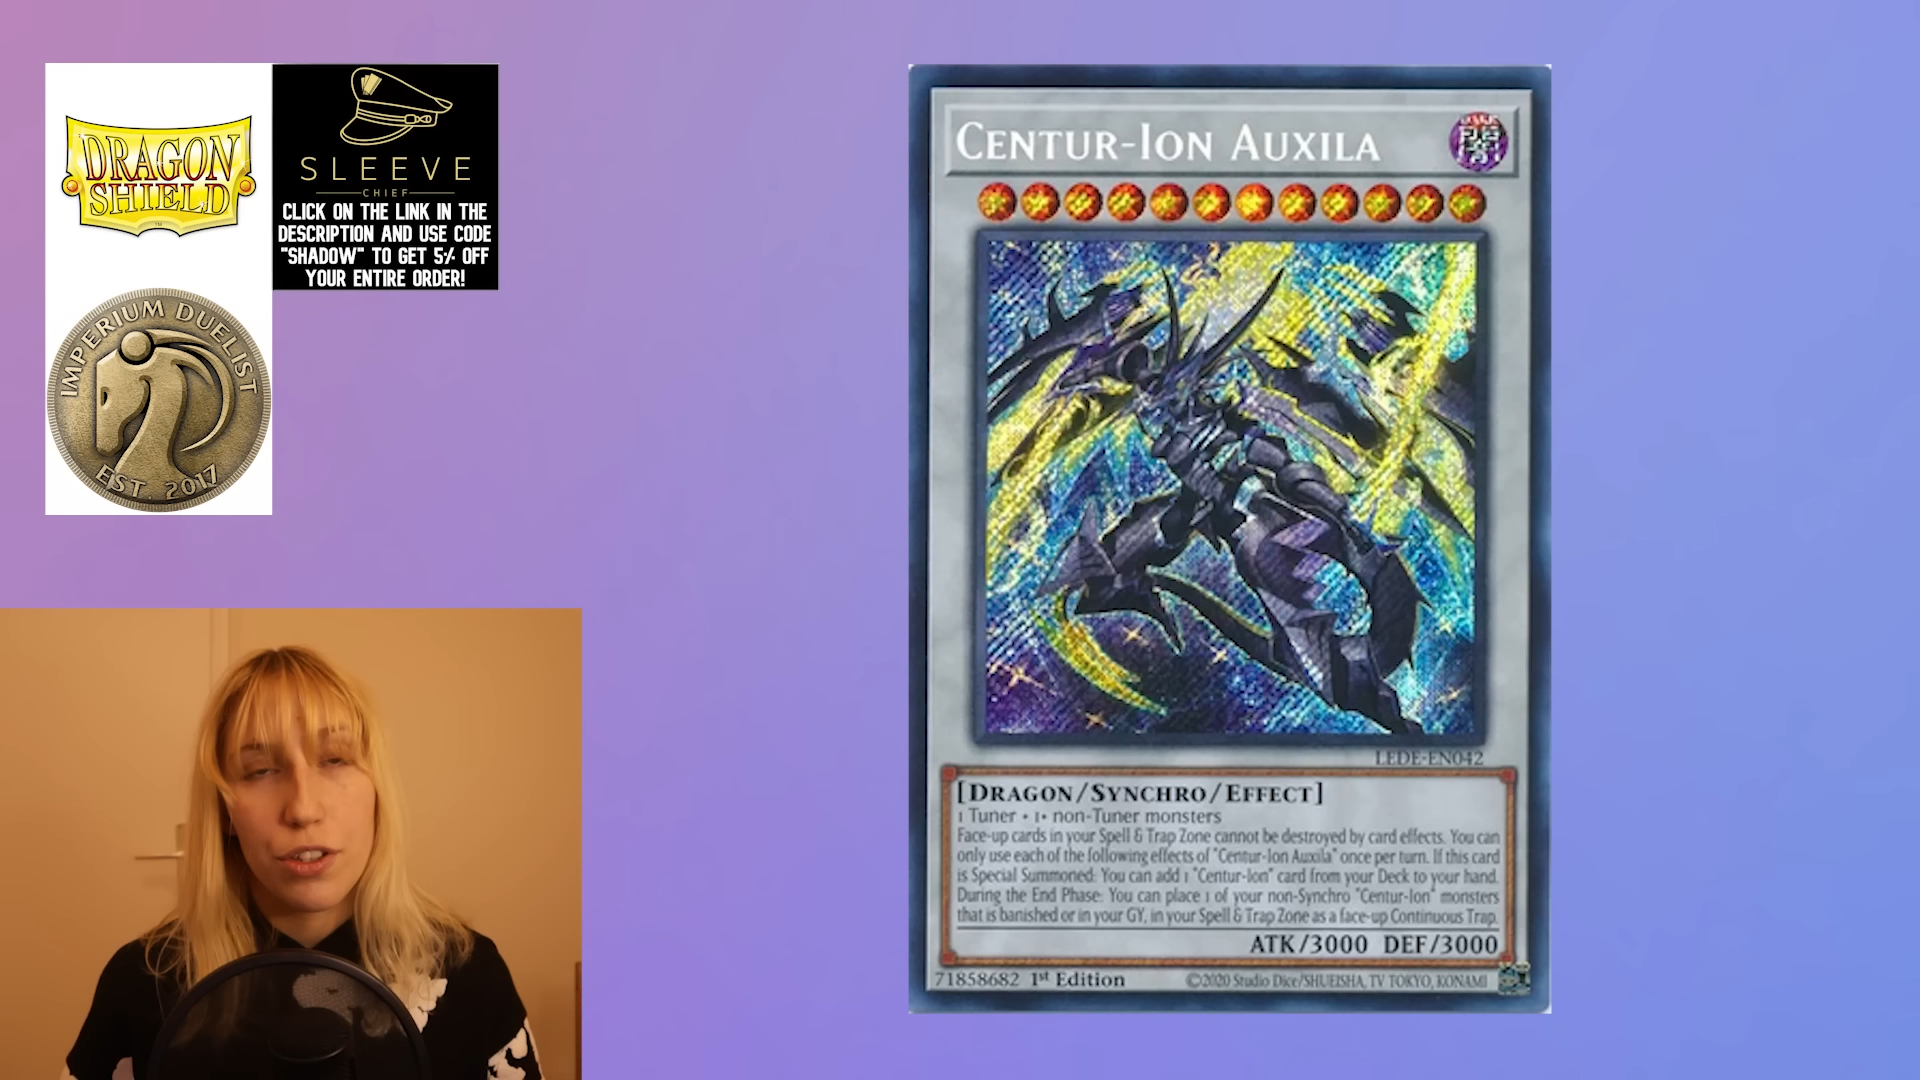 DRAGON
SHIELD
TM
SLEEVE
CHIEF
CLICK ON THE LINK IN THE
DESCRIPTION AND USE CODE
"SHADOW" TO GET 5% OFF
YOUR ENTIRE ORDER!
IMPERIUM DUELIST
EST. 2017
CENTUR-ION AUXILA
DARK
LEDE-EN042
[DRAGON/SYNCHRO/EFFECT]
1 Tuner + 1+ non-Tuner monsters
Face-up cards in your Spell & Trap Zone cannot be destroyed by card effects. You can
only use each of the following effects of "Centur-Ion Auxila" once per turn. If this card
is Special Summoned: You can add 1 "Centur-Ion" card from your Deck to your hand.
During the End Phase: You can place 1 of your non-Synchro "Centur-Ion" monsters
that is banished or in your GY, in your Spell & Trap Zone as a face-up Continuous Trap.
ATK/3000 DEF/3000
71858682 1st Edition
©2020 Studio Dice/SHUEISHA, TV TOKYO, KONAMI